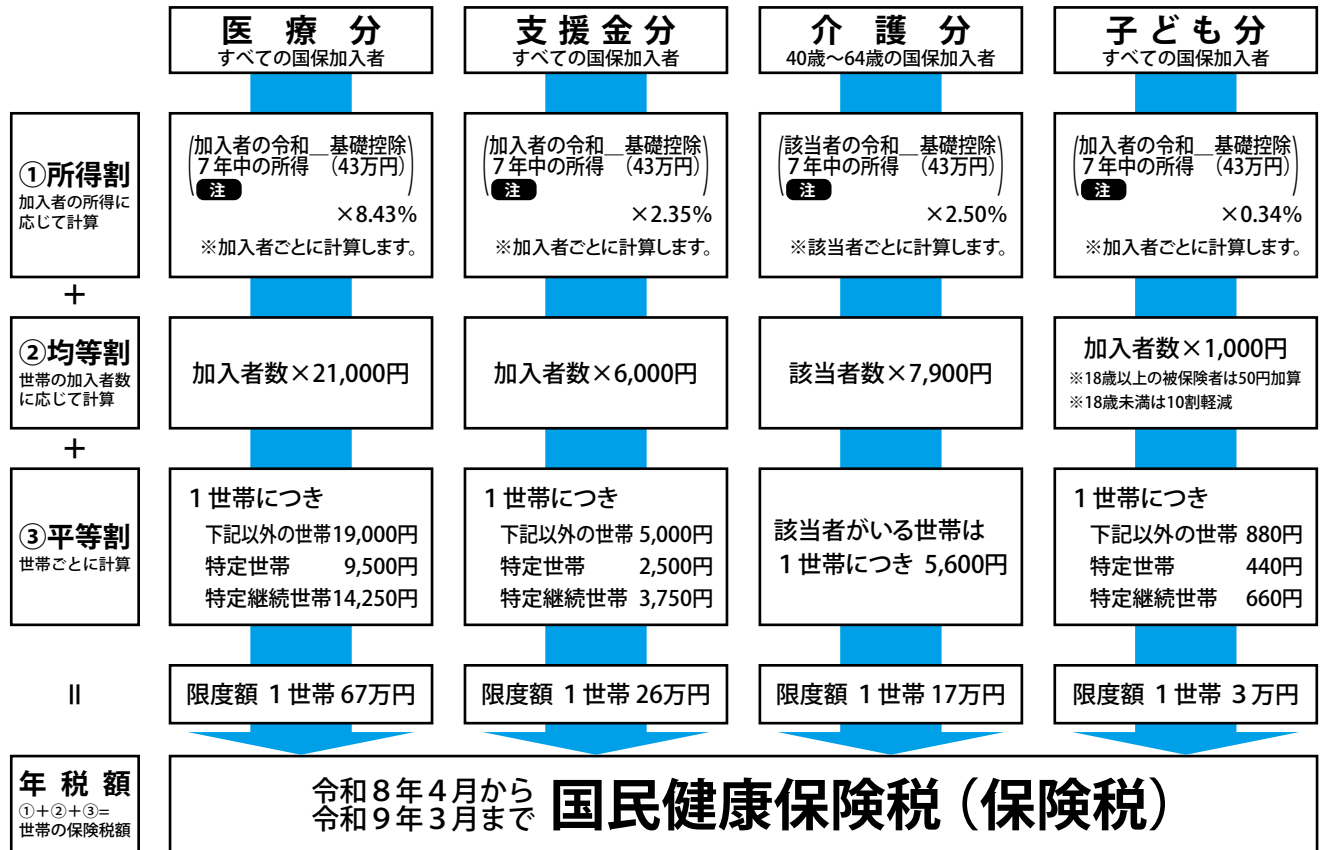 医療分
すべての国保加入者
支援金分
すべての国保加入者
介護分
40歳～64歳の国保加入者
子ども分
すべての国保加入者
①所得割
加入者の所得に
応じて計算
(加入者の令和７年中の所得 注 － 基礎控除(43万円))
×8.43%
※加入者ごとに計算します。
(加入者の令和７年中の所得 注 － 基礎控除(43万円))
×2.35%
※加入者ごとに計算します。
(該当者の令和７年中の所得 注 － 基礎控除(43万円))
×2.50%
※該当者ごとに計算します。
(加入者の令和７年中の所得 注 － 基礎控除(43万円))
×0.34%
※加入者ごとに計算します。
＋
②均等割
世帯の加入者数
に応じて計算
加入者数×21,000円
加入者数×6,000円
該当者数×7,900円
加入者数×1,000円
※18歳以上の被保険者は50円加算
※18歳未満は10割軽減
＋
③平等割
世帯ごとに計算
１世帯につき
下記以外の世帯19,000円
特定世帯 9,500円
特定継続世帯14,250円
１世帯につき
下記以外の世帯 5,000円
特定世帯 2,500円
特定継続世帯 3,750円
該当者がいる世帯は
１世帯につき 5,600円
１世帯につき
下記以外の世帯 880円
特定世帯 440円
特定継続世帯 660円
＝
限度額 １世帯 67万円
限度額 １世帯 26万円
限度額 １世帯 17万円
限度額 １世帯 ３万円
年税額
①＋②＋③＝
世帯の保険税額
令和８年４月から
令和９年３月まで
国民健康保険税（保険税）